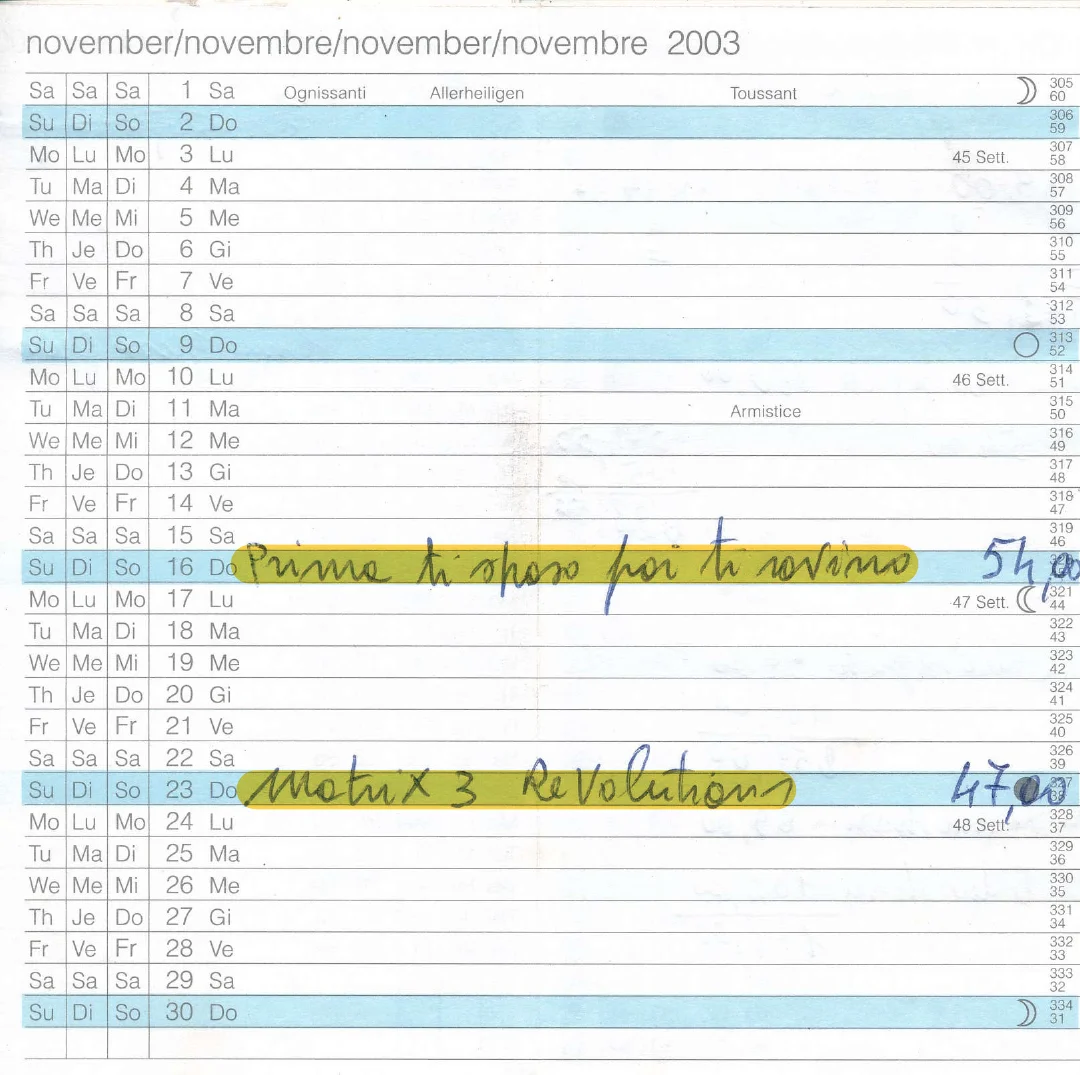 november/novembre/november/novembre 2003
Sa Sa Sa 1 Sa Ognissanti Allerheiligen Toussant 305 60
Su Di So 2 Do 306 59
Mo Lu Mo 3 Lu 45 Sett. 307 58
Tu Ma Di 4 Ma 308 57
We Me Mi 5 Me 309 56
Th Je Do 6 Gi 310 55
Fr Ve Fr 7 Ve 311 54
Sa Sa Sa 8 Sa 312 53
Su Di So 9 Do 313 52
Mo Lu Mo 10 Lu 46 Sett. 314 51
Tu Ma Di 11 Ma Armistice 315 50
We Me Mi 12 Me 316 49
Th Je Do 13 Gi 317 48
Fr Ve Fr 14 Ve 318 47
Sa Sa Sa 15 Sa 319 46
Su Di So 16 Do Prima ti sposo poi ti rovino 54,00
Mo Lu Mo 17 Lu 47 Sett. 321 44
Tu Ma Di 18 Ma 322 43
We Me Mi 19 Me 323 42
Th Je Do 20 Gi 324 41
Fr Ve Fr 21 Ve 325 40
Sa Sa Sa 22 Sa 326 39
Su Di So 23 Do Matrix 3 ReVolutions 47,00
Mo Lu Mo 24 Lu 48 Sett. 328 37
Tu Ma Di 25 Ma 329 36
We Me Mi 26 Me 330 35
Th Je Do 27 Gi 331 34
Fr Ve Fr 28 Ve 332 33
Sa Sa Sa 29 Sa 333 32
Su Di So 30 Do 334 31